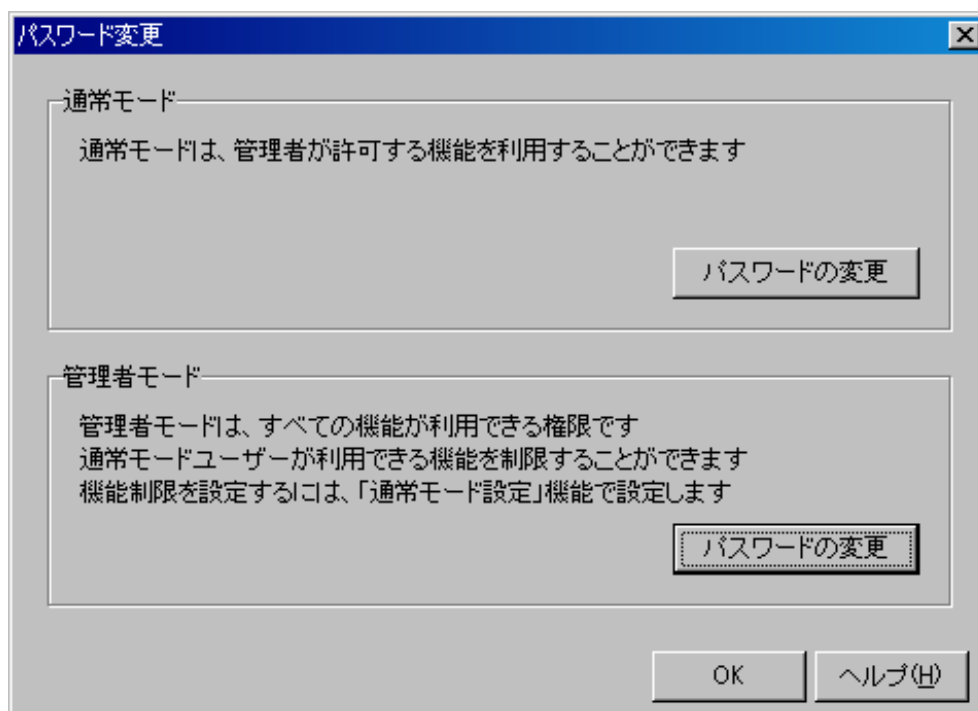 パスワード変更
通常モード
通常モードは、管理者が許可する機能を利用することができます
パスワードの変更
管理者モード
管理者モードは、すべての機能が利用できる権限です
通常モードユーザーが利用できる機能を制限することができます
機能制限を設定するには、「通常モード設定」機能で設定します
パスワードの変更
OK
ヘルプ(H)